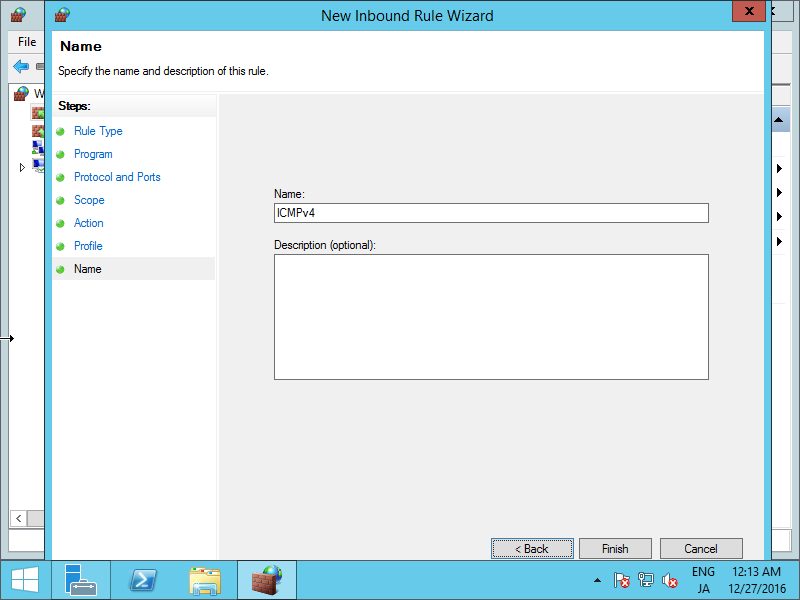 New Inbound Rule Wizard
File
Name
Specify the name and description of this rule.
W
Steps:
Rule Type
Program
Protocol and Ports
Scope
Action
Profile
Name
Name:
ICMPv4
Description (optional):
< Back
Finish
Cancel
ENG
12:13 AM
JA
12/27/2016